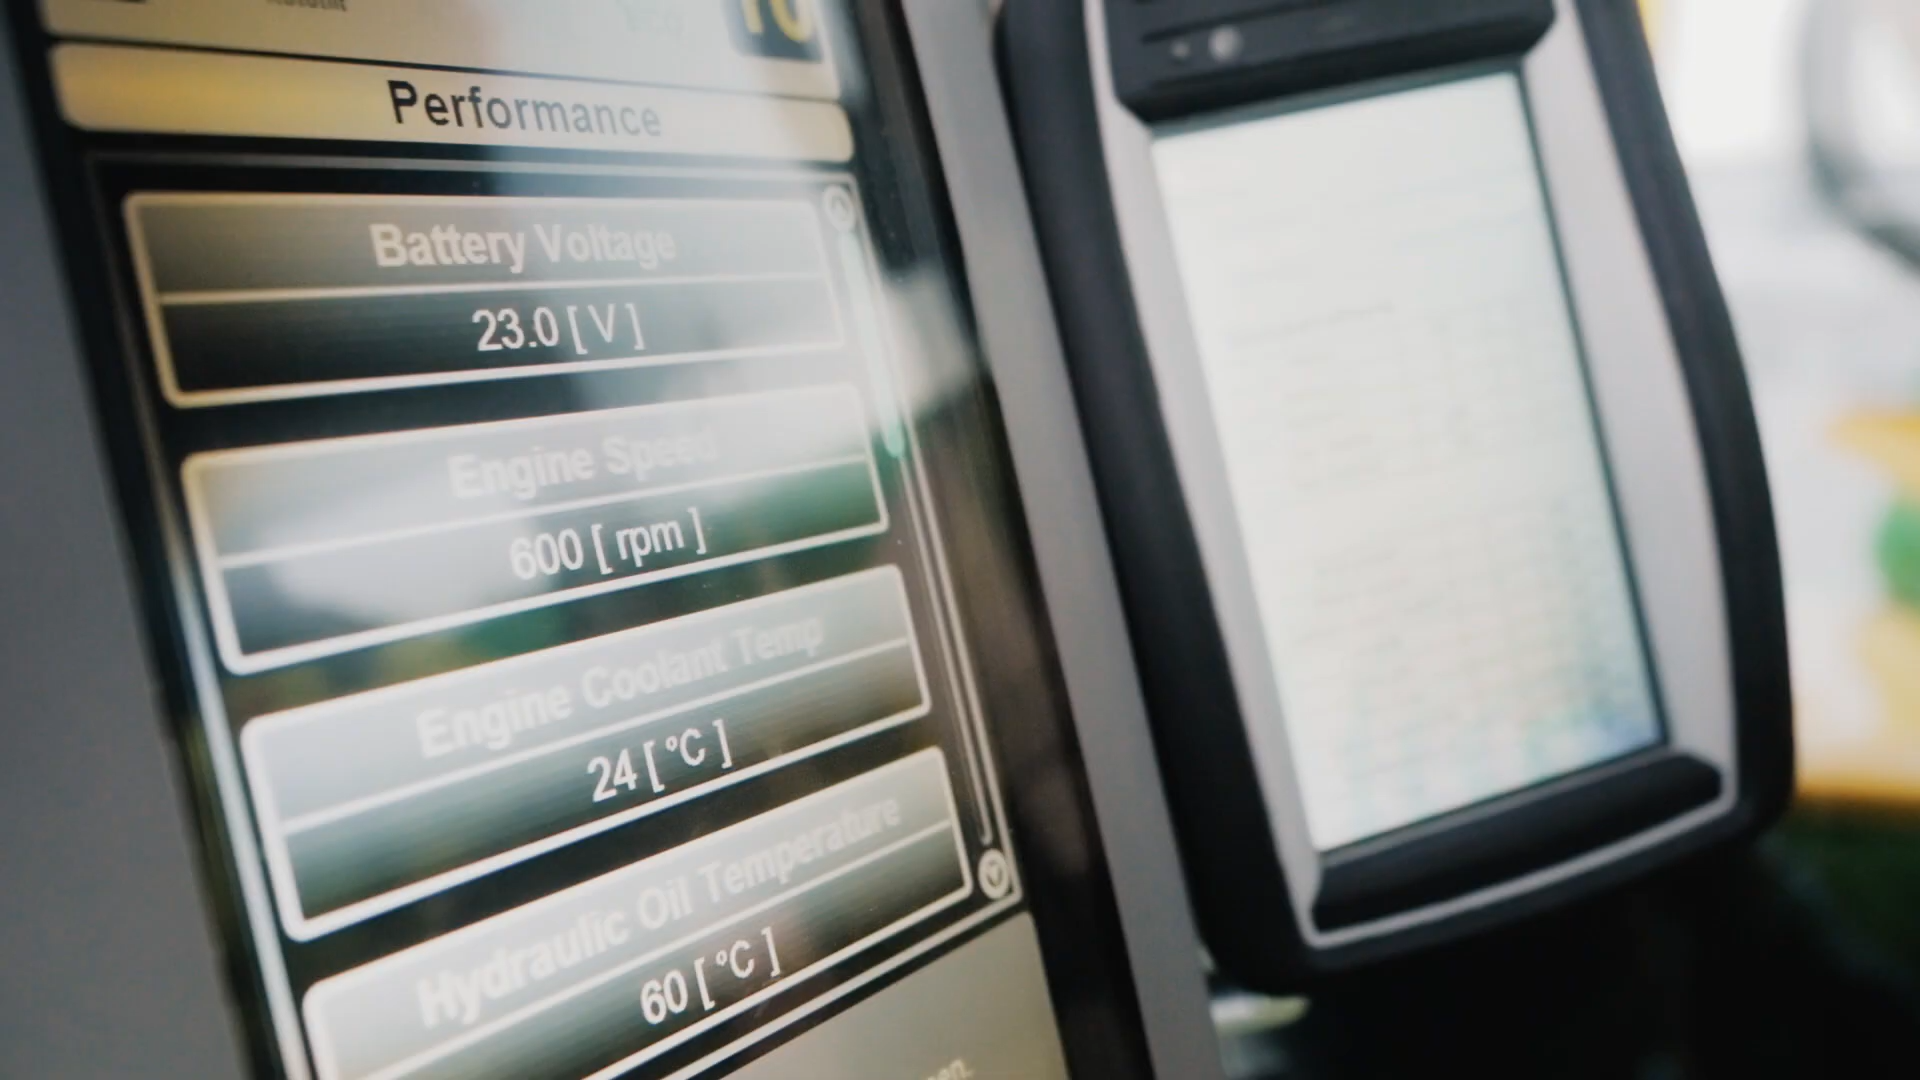 Performance
Battery Voltage
23.0 [ V ]
Engine Speed
600 [ rpm ]
Engine Coolant Temp
24 [ °C ]
Hydraulic Oil Temperature
60 [ °C ]